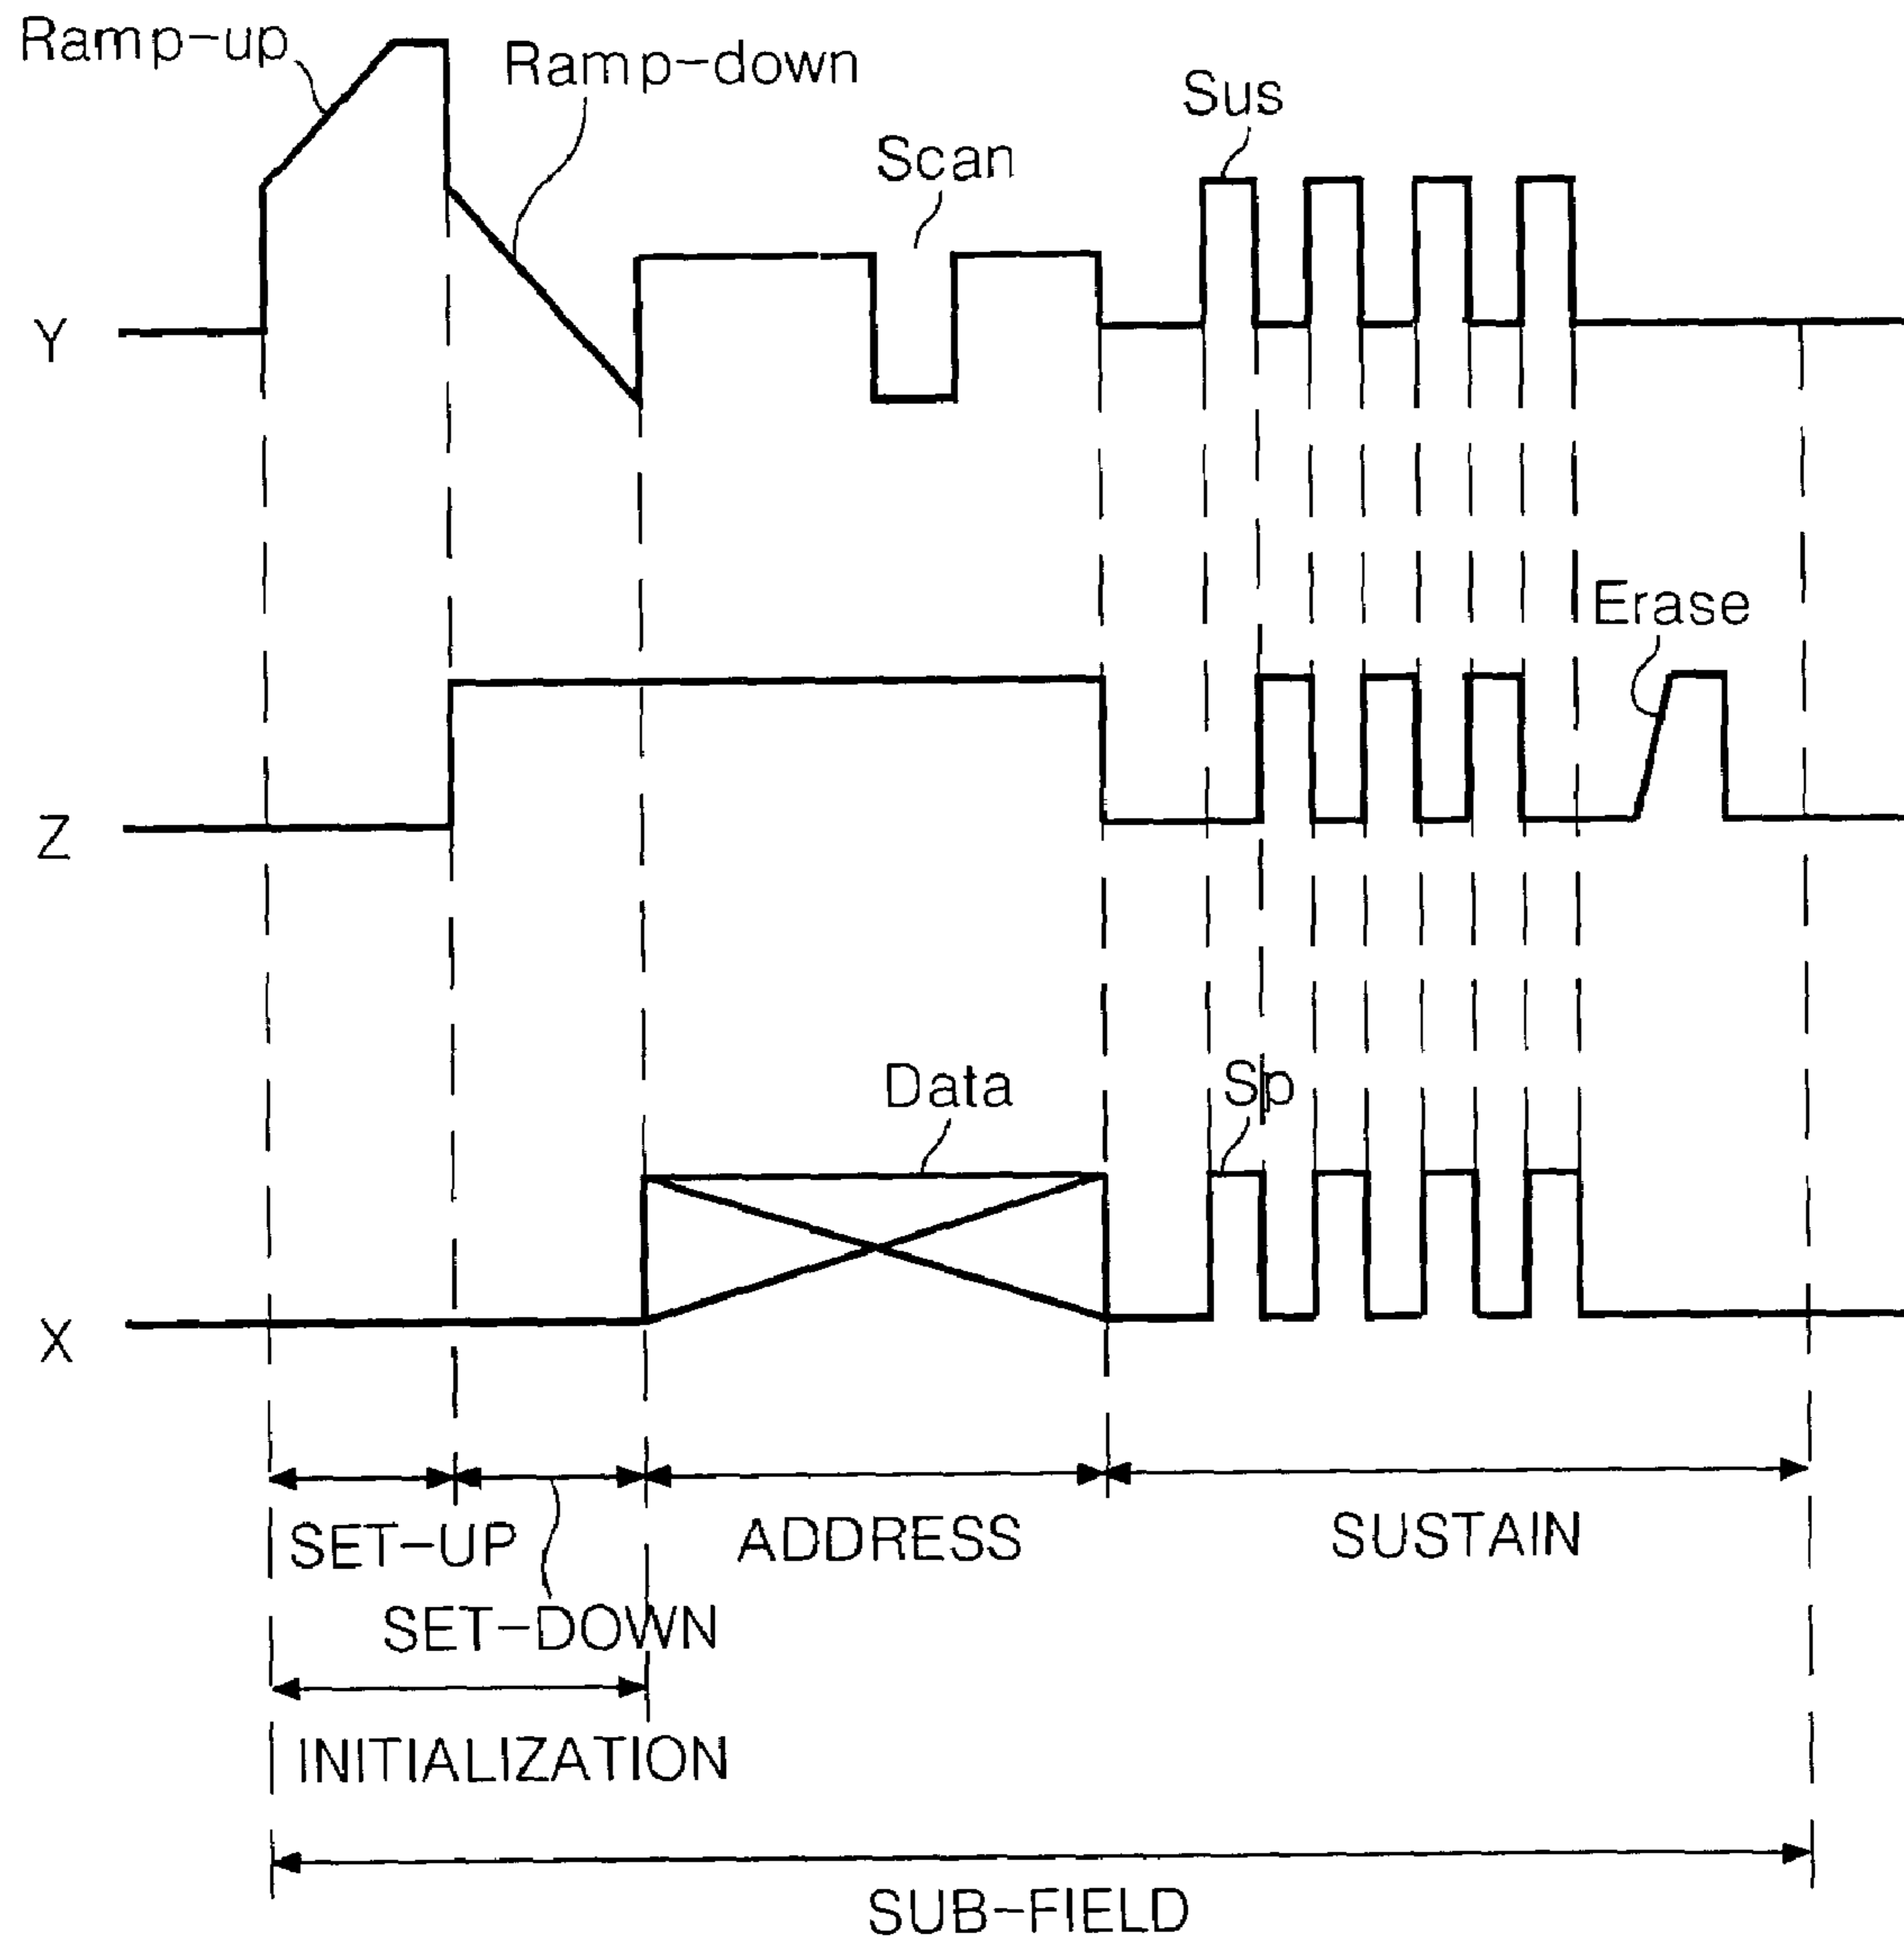 Ramp-up
Ramp-down
Sus
Scan
Y
Erase
Z
Data
Sp
X
SET-UP
ADDRESS
SUSTAIN
SET-DOWN
INITIALIZATION
SUB-FIELD